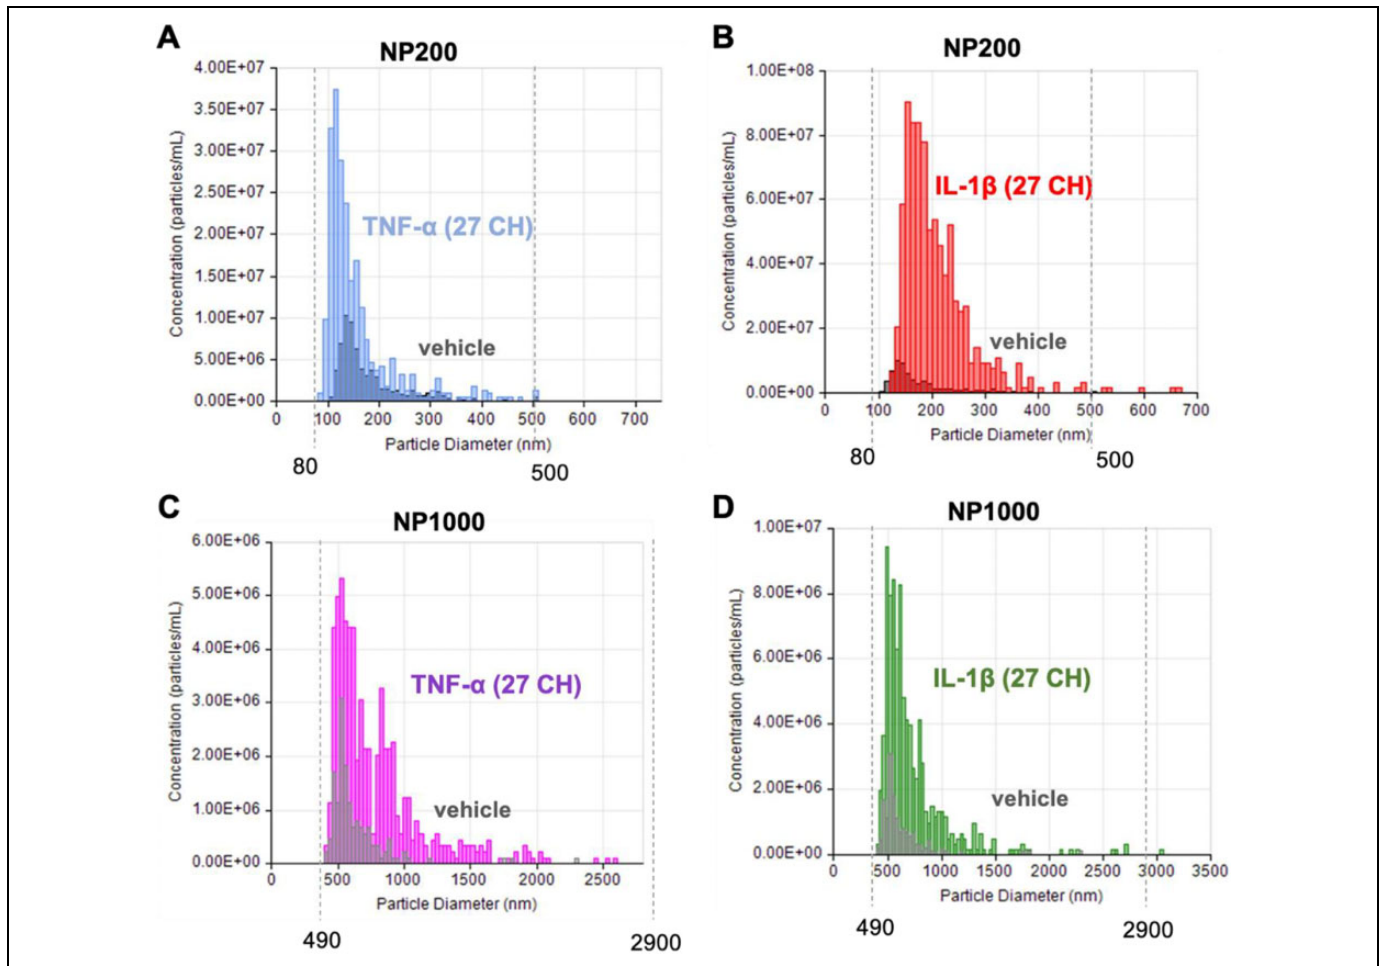 A
NP200
4.00E+07
3.50E+07
3.00E+07
2.50E+07
2.00E+07
1.50E+07
1.00E+07
5.00E+06
0.00E+00
Concentration (particles/mL)
TNF-α (27 CH)
vehicle
0 100 200 300 400 500 600 700
Particle Diameter (nm)
80 500
B
NP200
1.00E+08
8.00E+07
6.00E+07
4.00E+07
2.00E+07
0.00E+00
Concentration (particles/mL)
IL-1β (27 CH)
vehicle
0 100 200 300 400 500 600 700
Particle Diameter (nm)
80 500
C
NP1000
6.00E+06
5.00E+06
4.00E+06
3.00E+06
2.00E+06
1.00E+06
0.00E+00
Concentration (particles/mL)
TNF-α (27 CH)
vehicle
0 500 1000 1500 2000 2500
Particle Diameter (nm)
490 2900
D
NP1000
1.00E+07
8.00E+06
6.00E+06
4.00E+06
2.00E+06
0.00E+00
Concentration (particles/mL)
IL-1β (27 CH)
vehicle
0 500 1000 1500 2000 2500 3000 3500
Particle Diameter (nm)
490 2900